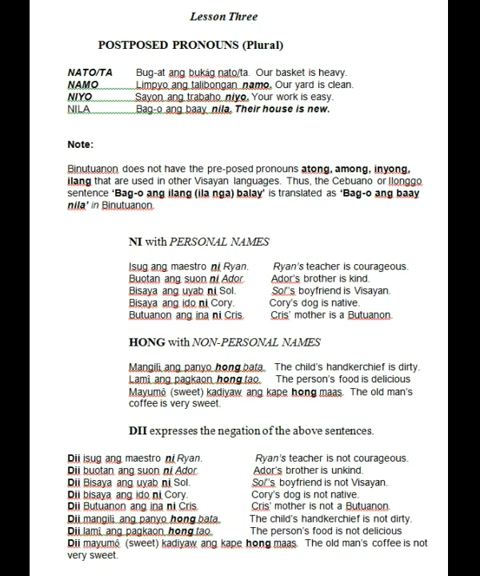 Lesson Three
POSTPOSED PRONOUNS (Plural)
NATO/TA Bug-at ang bukág nato/ta. Our basket is heavy.
NAMO Limpyo ang talibongan namo. Our yard is clean.
NIYO Sayon ang trabaho niyo. Your work is easy.
NILA Bag-o ang baay nila. Their house is new.
Note:
Binutuanon does not have the pre-posed pronouns atong, among, inyong,
ilang that are used in other Visayan languages. Thus, the Cebuano or Ilonggo
sentence ‘Bag-o ang ilang (ila nga) balay’ is translated as ‘Bag-o ang baay
nila’ in Binutuanon.
NI with PERSONAL NAMES
Isug ang maestro ni Ryan. Ryan’s teacher is courageous.
Buotan ang suon ni Ador. Ador’s brother is kind.
Bisaya ang uyab ni Sol. Sol’s boyfriend is Visayan.
Bisaya ang ido ni Cory. Cory’s dog is native.
Butuanon ang ina ni Cris. Cris’ mother is a Butuanon.
HONG with NON-PERSONAL NAMES
Mangili ang panyo hong bata. The child’s handkerchief is dirty.
Lami ang pagkaon hong tao. The person’s food is delicious
Mayumó (sweet) kadiyaw ang kape hong maas. The old man’s
coffee is very sweet.
DII expresses the negation of the above sentences.
Dii isug ang maestro ni Ryan. Ryan’s teacher is not courageous.
Dii buotan ang suon ni Ador. Ador’s brother is unkind.
Dii Bisaya ang uyab ni Sol. Sol’s boyfriend is not Visayan.
Dii bisaya ang ido ni Cory. Cory’s dog is not native.
Dii Butuanon ang ina ni Cris. Cris’ mother is not a Butuanon.
Dii mangili ang panyo hong bata. The child’s handkerchief is not dirty.
Dii lami ang pagkaon hong tao. The person’s food is not delicious
Dii mayumó (sweet) kadiyaw ang kape hong maas. The old man’s coffee is not
very sweet.